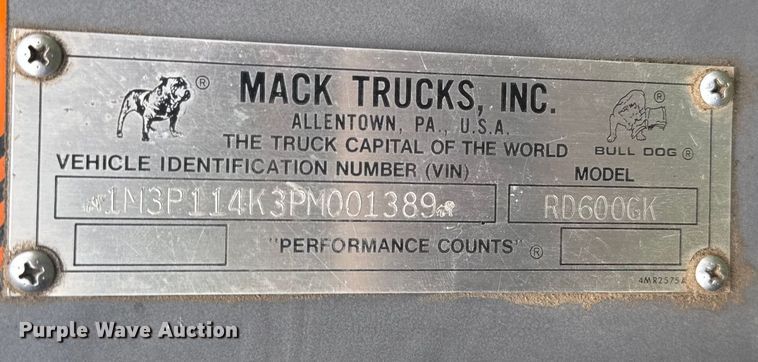 MACK TRUCKS, INC.
ALLENTOWN, PA., U.S.A.
THE TRUCK CAPITAL OF THE WORLD
BULL DOG ®
VEHICLE IDENTIFICATION NUMBER (VIN) MODEL
1M3P114K3PM001389 RD600GK
"PERFORMANCE COUNTS" ®
4MR2575A
Purple Wave Auction